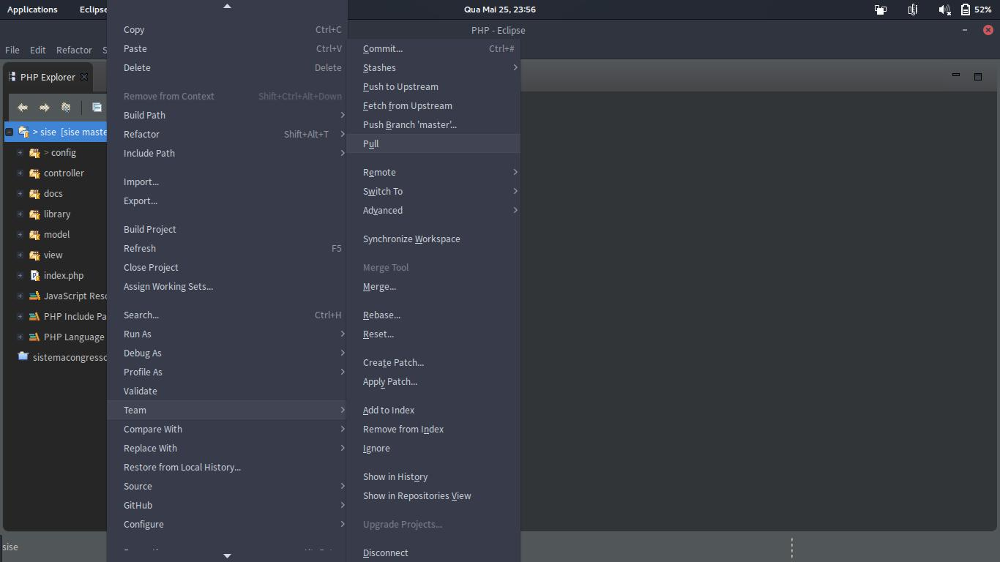 Applications
Eclipse
Qua Mai 25, 23:56
52%
PHP - Eclipse
File Edit Refactor S
PHP Explorer
> sise [sise maste
> config
controller
docs
library
model
view
index.php
JavaScript Reso
PHP Include Pa
PHP Language
sistemacongresso
sise
Copy Ctrl+C
Paste Ctrl+V
Delete Delete
Remove from Context Shift+Ctrl+Alt+Down
Build Path
Refactor Shift+Alt+T
Include Path
Import...
Export...
Build Project
Refresh F5
Close Project
Assign Working Sets...
Search... Ctrl+H
Run As
Debug As
Profile As
Validate
Team
Compare With
Replace With
Restore from Local History...
Source
GitHub
Configure
Commit... Ctrl+#
Stashes
Push to Upstream
Fetch from Upstream
Push Branch 'master'...
Pull
Remote
Switch To
Advanced
Synchronize Workspace
Merge Tool
Merge...
Rebase...
Reset...
Create Patch...
Apply Patch...
Add to Index
Remove from Index
Ignore
Show in History
Show in Repositories View
Upgrade Projects...
Disconnect